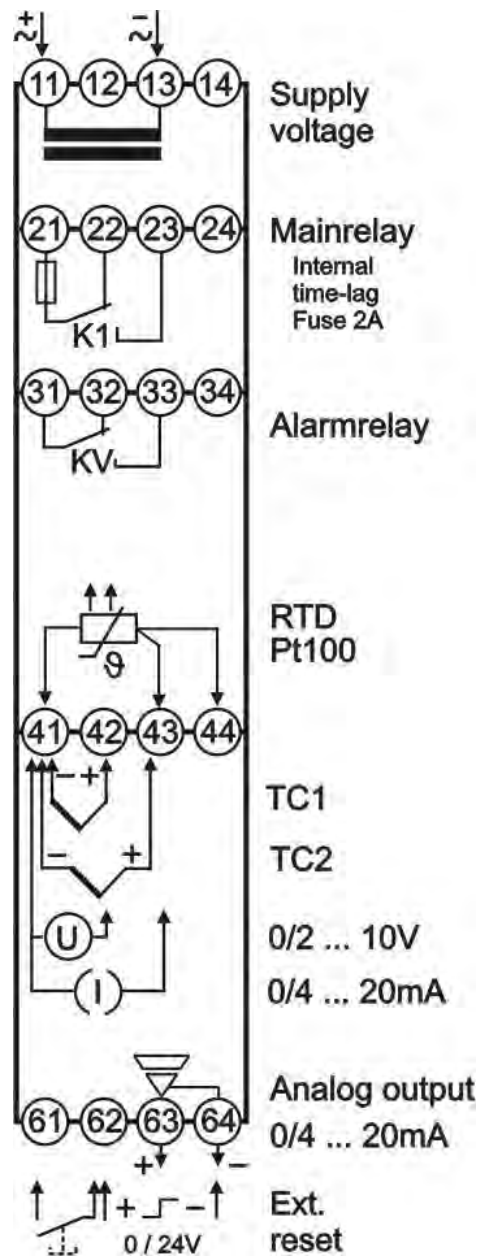 ~+ ~−
11 12 13 14
Supply
voltage
21 22 23 24
Mainrelay
Internal
time-lag
Fuse 2A
K1
31 32 33 34
Alarmrelay
KV
RTD
Pt100
ϑ
41 42 43 44
− +
TC1
− +
TC2
U
0/2 ... 10V
I
0/4 ... 20mA
Analog output
61 62 63 64
0/4 ... 20mA
+ −
+ −
Ext.
reset
0 / 24V